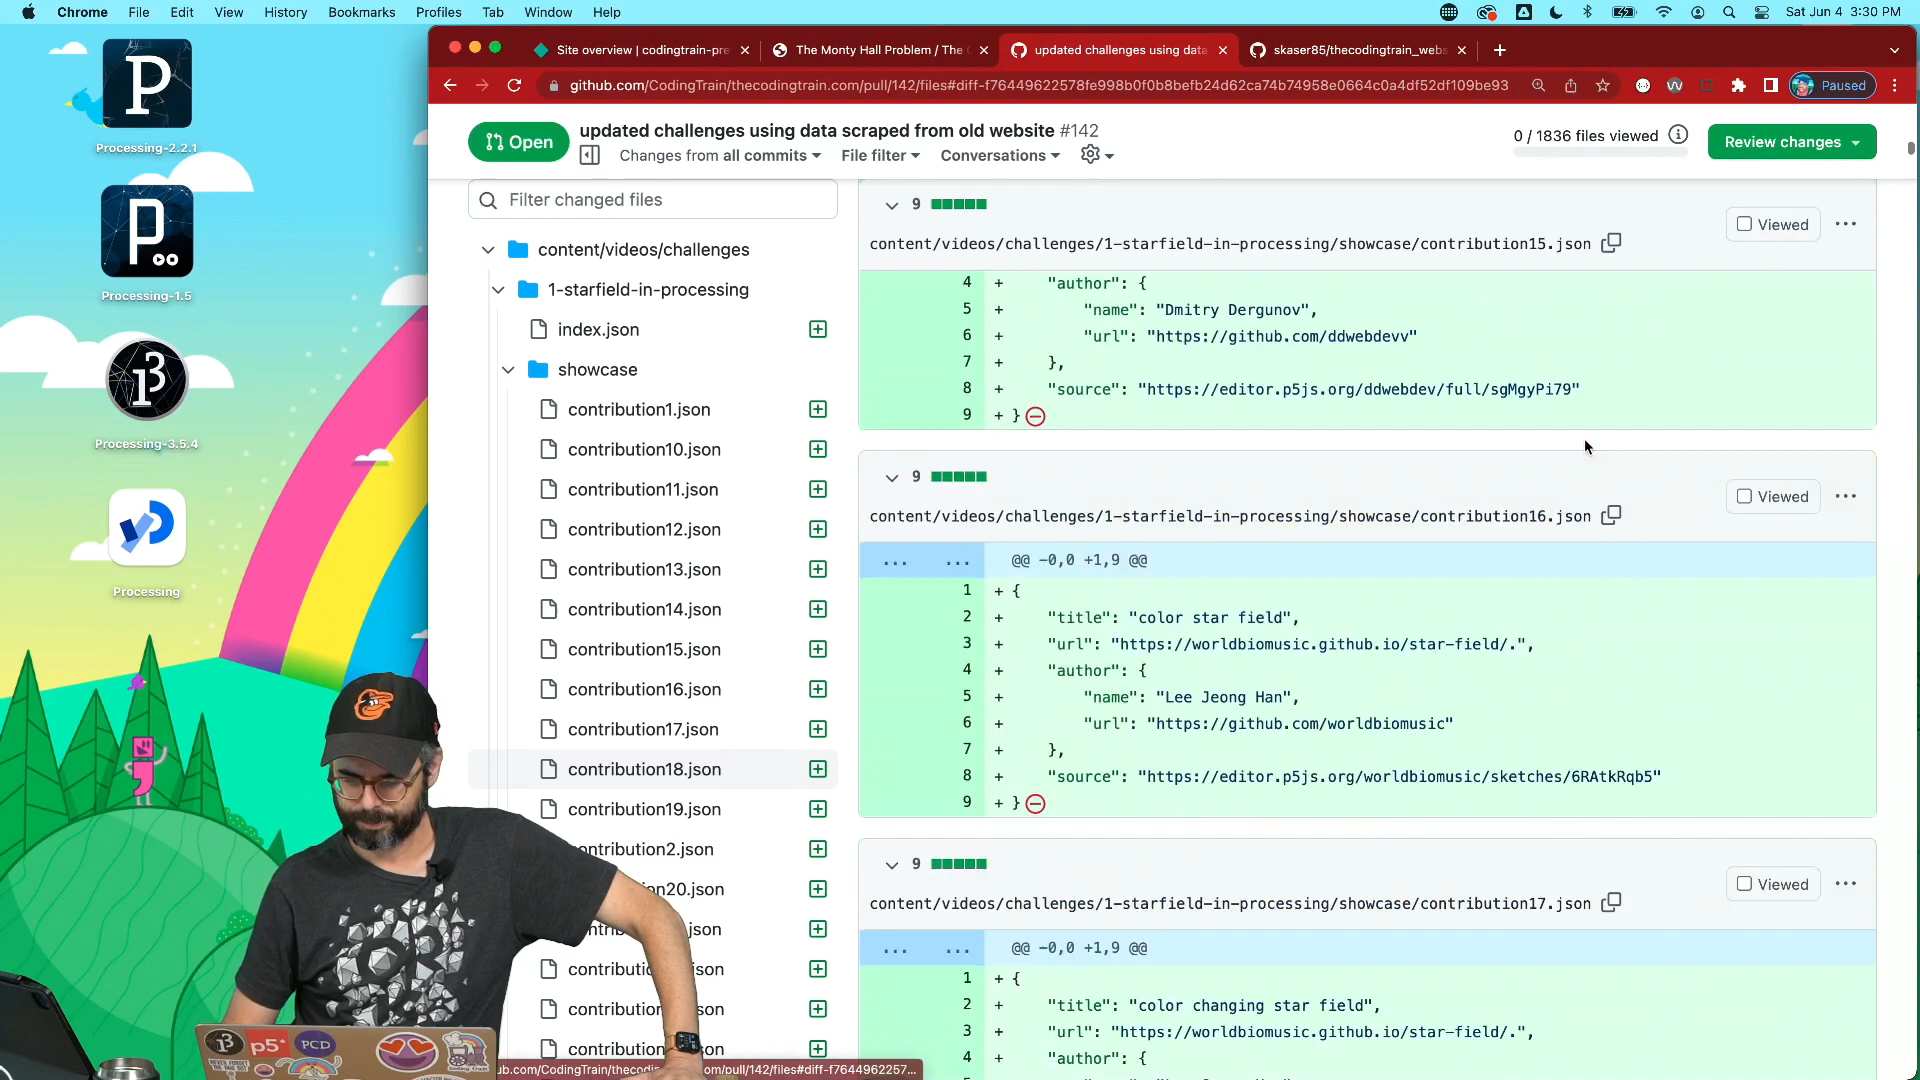 Chrome File Edit View History Bookmarks Profiles Tab Window Help
Sat Jun 4 3:30 PM
Site overview | codingtrain-pre
The Monty Hall Problem / The
updated challenges using data
skaser85/thecodingtrain_webs
github.com/CodingTrain/thecodingtrain.com/pull/142/files#diff-f76449622578fe998b0f0b8befb24d62ca74b74958e0664c0a4df52df109be93
Paused
Processing-2.2.1
Processing-1.5
Processing-3.5.4
Processing
Open
updated challenges using data scraped from old website #142
Changes from all commits File filter Conversations
0 / 1836 files viewed
Review changes
Filter changed files
content/videos/challenges
1-starfield-in-processing
index.json
showcase
contribution1.json
contribution10.json
contribution11.json
contribution12.json
contribution13.json
contribution14.json
contribution15.json
contribution16.json
contribution17.json
contribution18.json
contribution19.json
ontribution2.json
on20.json
9
Viewed
content/videos/challenges/1-starfield-in-processing/showcase/contribution15.json
4 + "author": {
5 + "name": "Dmitry Dergunov",
6 + "url": "https://github.com/ddwebdevv"
7 + },
8 + "source": "https://editor.p5js.org/ddwebdev/full/sgMgyPi79"
9 + }
9
Viewed
content/videos/challenges/1-starfield-in-processing/showcase/contribution16.json
... ... @@ -0,0 +1,9 @@
1 + {
2 + "title": "color star field",
3 + "url": "https://worldbiomusic.github.io/star-field/.",
4 + "author": {
5 + "name": "Lee Jeong Han",
6 + "url": "https://github.com/worldbiomusic"
7 + },
8 + "source": "https://editor.p5js.org/worldbiomusic/sketches/6RAtkRqb5"
9 + }
9
Viewed
content/videos/challenges/1-starfield-in-processing/showcase/contribution17.json
... ... @@ -0,0 +1,9 @@
1 + {
2 + "title": "color changing star field",
3 + "url": "https://worldbiomusic.github.io/star-field/.",
4 + "author": {
p5*
PCD